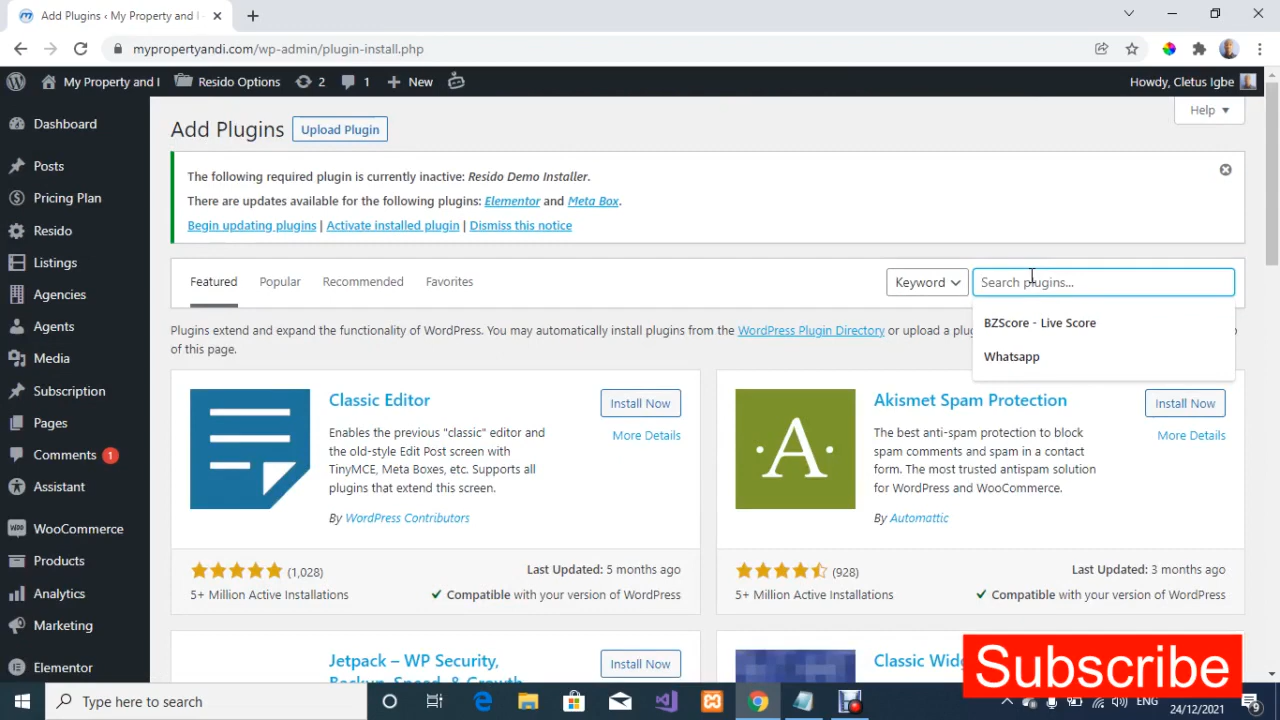 Add Plugins ‹ My Property and I -
mypropertyandi.com/wp-admin/plugin-install.php
My Property and I
Resido Options
2
1
New
Howdy, Cletus Igbe
Dashboard
Posts
Pricing Plan
Resido
Listings
Agencies
Agents
Media
Subscription
Pages
Comments 1
Assistant
WooCommerce
Products
Analytics
Marketing
Elementor
Help
Add Plugins
Upload Plugin
The following required plugin is currently inactive: Resido Demo Installer.
There are updates available for the following plugins: Elementor and Meta Box.
Begin updating plugins | Activate installed plugin | Dismiss this notice
Featured
Popular
Recommended
Favorites
Keyword
Search plugins...
BZScore - Live Score
Whatsapp
Plugins extend and expand the functionality of WordPress. You may automatically install plugins from the WordPress Plugin Directory or upload a plu
of this page.
Classic Editor
Install Now
More Details
Enables the previous "classic" editor and
the old-style Edit Post screen with
TinyMCE, Meta Boxes, etc. Supports all
plugins that extend this screen.
By WordPress Contributors
(1,028)
Last Updated: 5 months ago
5+ Million Active Installations
Compatible with your version of WordPress
Akismet Spam Protection
Install Now
More Details
A
The best anti-spam protection to block
spam comments and spam in a contact
form. The most trusted antispam solution
for WordPress and WooCommerce.
By Automattic
(928)
Last Updated: 3 months ago
5+ Million Active Installations
Compatible with your version of WordPress
Jetpack – WP Security,
Install Now
Classic Wid
Subscribe
Type here to search
ENG
24/12/2021
9